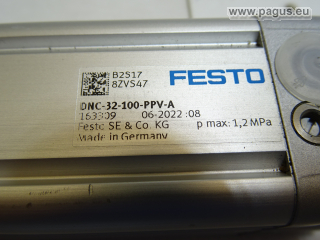 © www.pagus.eu
B2S17
8ZVS47
FESTO
DNC-32-100-PPV-A
163309 06-2022:08
Festo SE & Co. KG p max: 1,2 MPa
Made in Germany